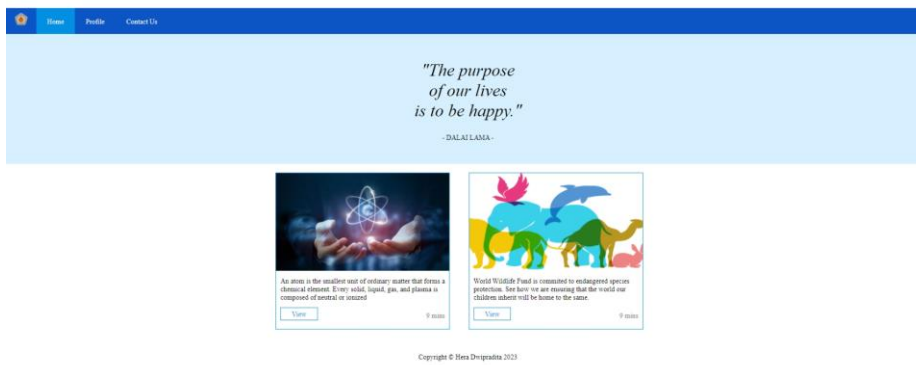 Home Profile Contact Us
"The purpose
of our lives
is to be happy."
- DALAI LAMA -
An atom is the smallest unit of ordinary matter that forms a
chemical element. Every solid, liquid, gas, and plasma is
composed of neutral or ionized
View 9 mins
World Wildlife Fund is commited to endangered species
protection. See how we are ensuring that the world our
children inherit will be home to the same.
View 9 mins
Copyright © Hera Dwipradita 2023